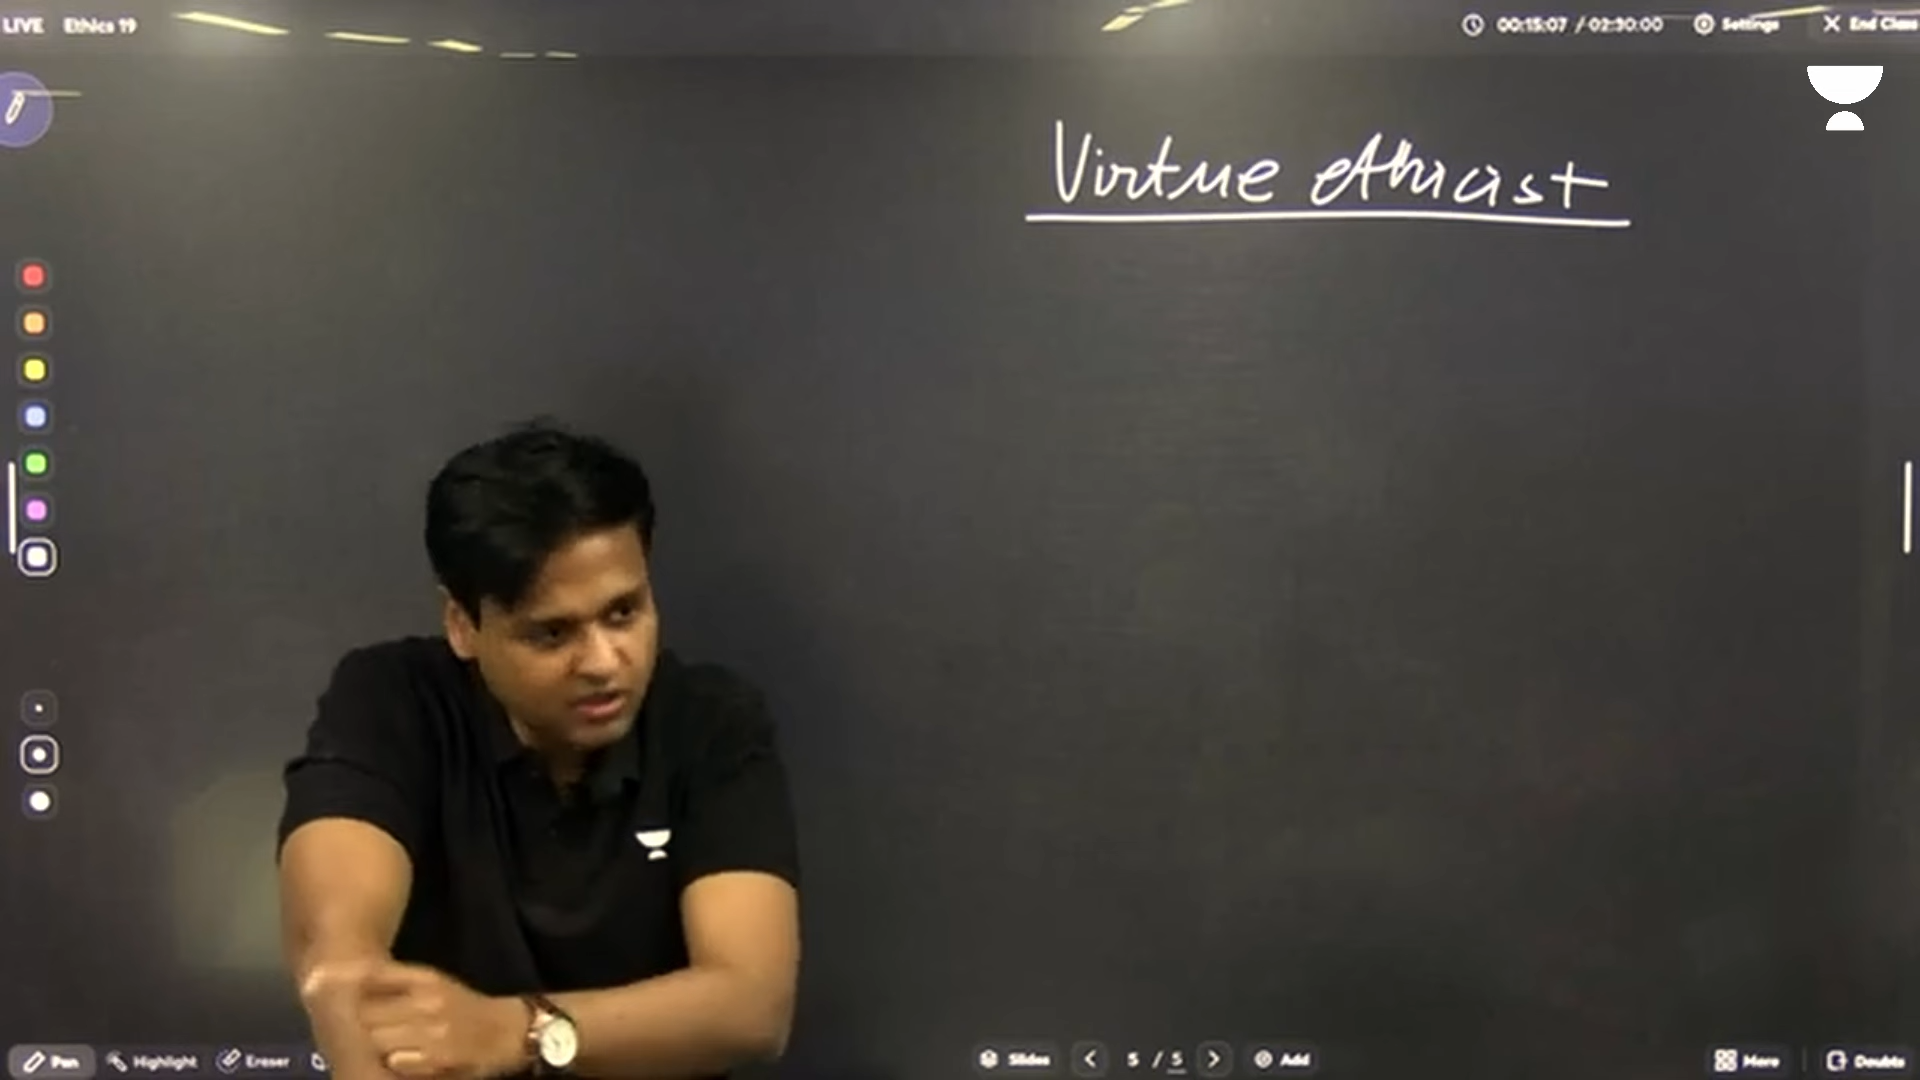 LIVE Ethics 19
00:15:07 / 02:30:00 Settings End Class
Virtue ethicist
Pen Highlight Eraser
Slides 5 / 5 Add
More Doubts